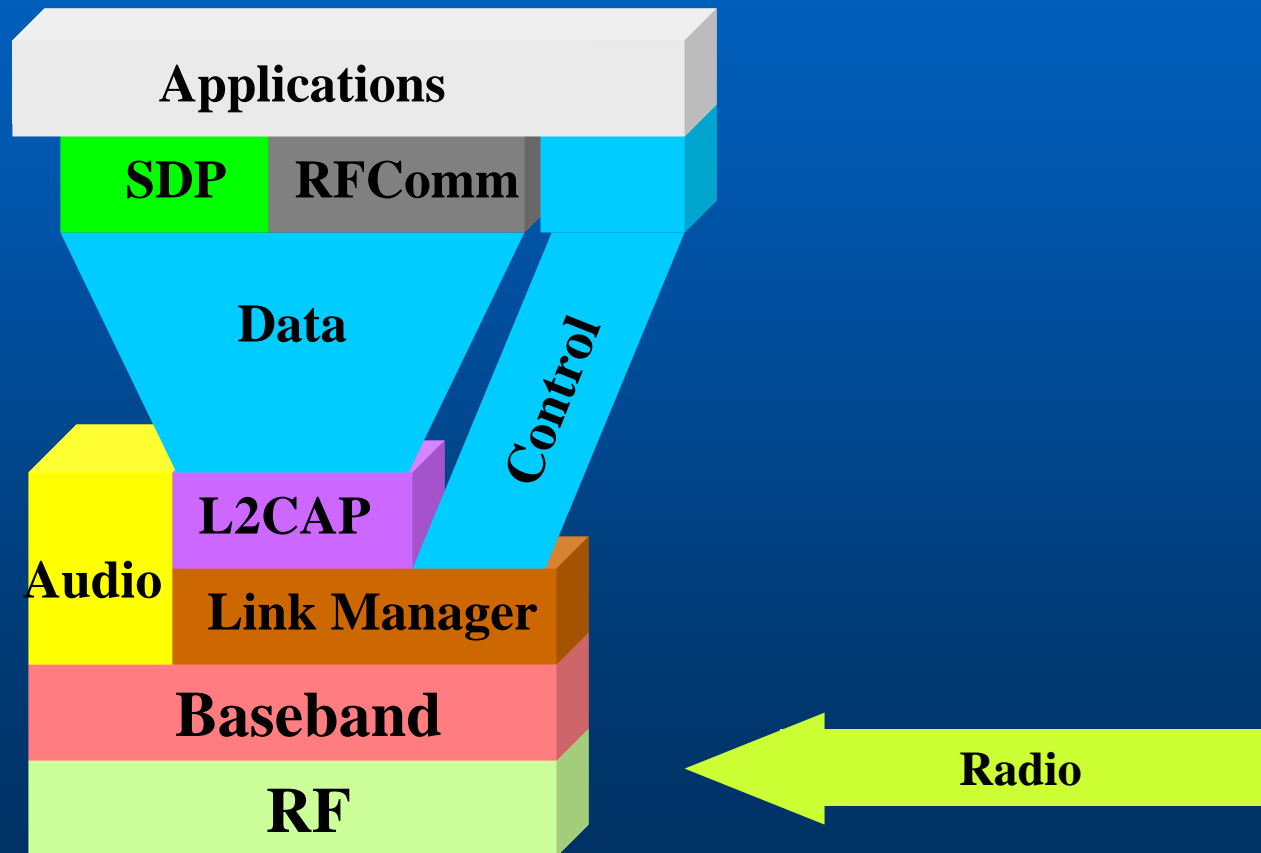 Applications
SDP
RFComm
Data
Control
L2CAP
Audio
Link Manager
Baseband
Radio
RF